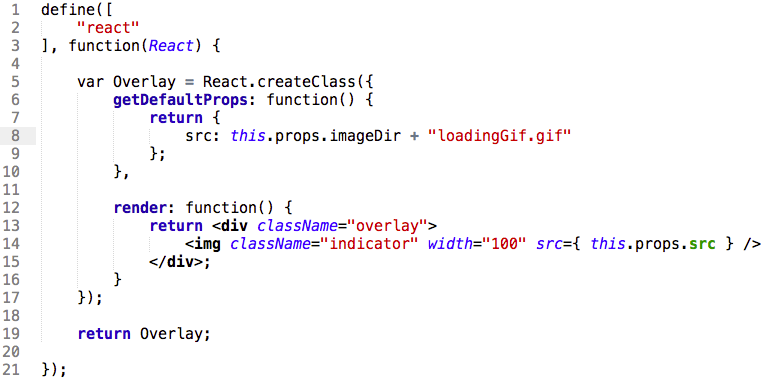 1 define([
2     "react"
3 ], function(React) {
4
5     var Overlay = React.createClass({
6         getDefaultProps: function() {
7             return {
8                 src: this.props.imageDir + "loadingGif.gif"
9             };
10         },
11
12         render: function() {
13             return <div className="overlay">
14                 <img className="indicator" width="100" src={ this.props.src } />
15             </div>;
16         }
17     });
18
19     return Overlay;
20
21 });